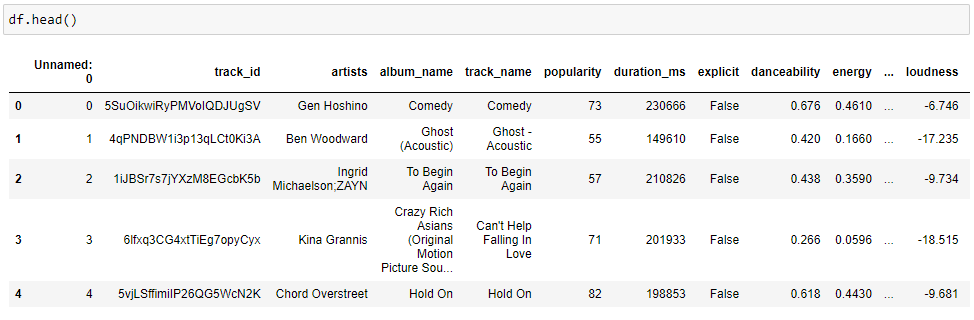 df.head()
Unnamed: 0 track_id artists album_name track_name popularity duration_ms explicit danceability energy ... loudness
0 0 5SuOikwiRyPMVoIQDJUgSV Gen Hoshino Comedy Comedy 73 230666 False 0.676 0.4610 ... -6.746
1 1 4qPNDBW1i3p13qLCt0Ki3A Ben Woodward Ghost (Acoustic) Ghost - Acoustic 55 149610 False 0.420 0.1660 ... -17.235
2 2 1iJBSr7s7jYXzM8EGcbK5b Ingrid Michaelson;ZAYN To Begin Again To Begin Again 57 210826 False 0.438 0.3590 ... -9.734
3 3 6lfxq3CG4xtTiEg7opyCyx Kina Grannis Crazy Rich Asians (Original Motion Picture Sou... Can't Help Falling In Love 71 201933 False 0.266 0.0596 ... -18.515
4 4 5vjLSffimiIP26QG5WcN2K Chord Overstreet Hold On Hold On 82 198853 False 0.618 0.4430 ... -9.681